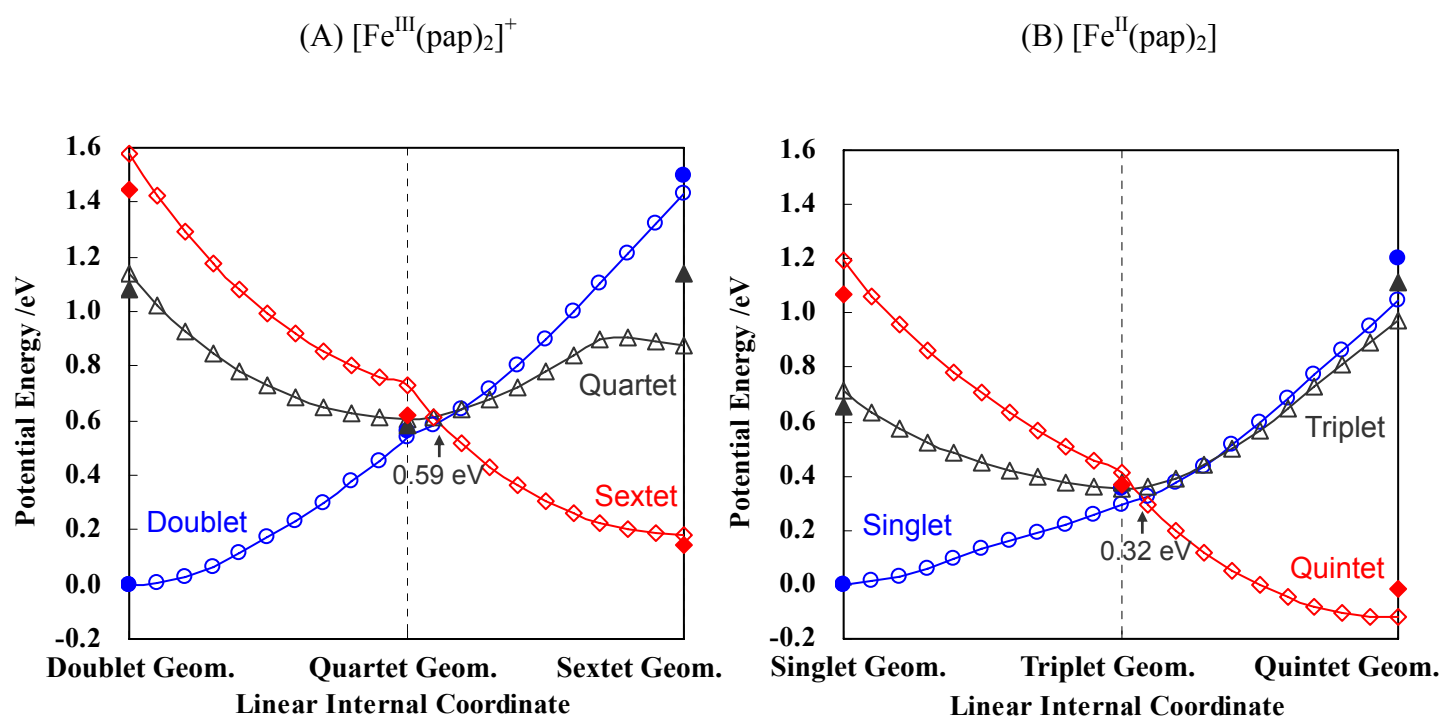 (A) [Fe^III(pap)₂]⁺
(B) [Fe^II(pap)₂]
Potential Energy /eV
1.6
1.4
1.2
1.0
0.8
0.6
0.4
0.2
0.0
-0.2
Quartet
0.59 eV
Doublet
Sextet
Doublet Geom.
Quartet Geom.
Sextet Geom.
Linear Internal Coordinate
Potential Energy /eV
1.6
1.4
1.2
1.0
0.8
0.6
0.4
0.2
0.0
-0.2
Triplet
Singlet
0.32 eV
Quintet
Singlet Geom.
Triplet Geom.
Quintet Geom.
Linear Internal Coordinate